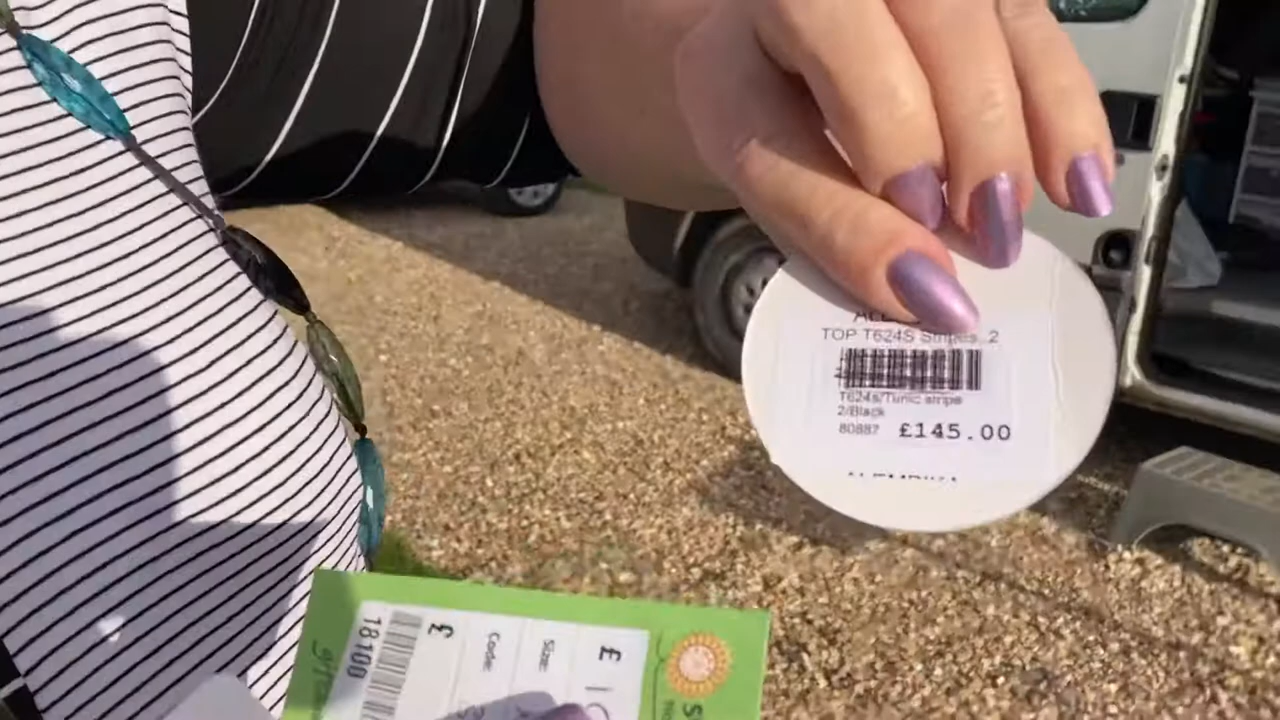 TOP T624S Stripes 2
T624s/Tunic stripe
2/Black
80887 £145.00
£
Size:
Code:
£
18100